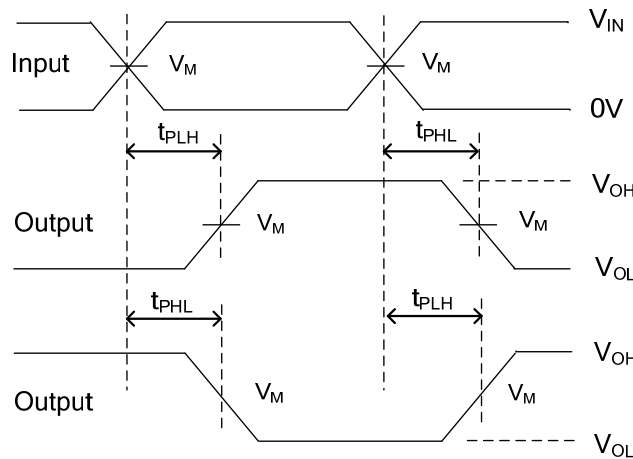 V_IN
Input V_M V_M
0V
t_PLH t_PHL
V_OH
Output V_M V_M
V_OL
t_PHL t_PLH
V_OH
Output V_M V_M
V_OL